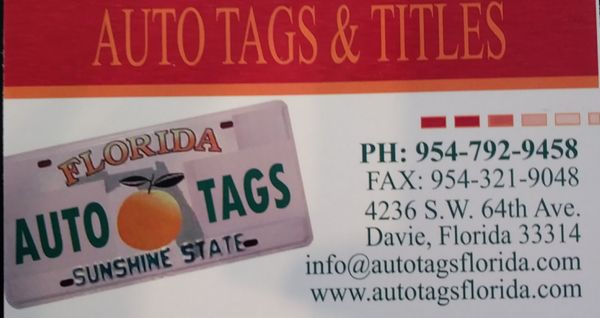 AUTO TAGS & TITLES
FLORIDA
AUTO TAGS
SUNSHINE STATE
PH: 954-792-9458
FAX: 954-321-9048
4236 S.W. 64th Ave.
Davie, Florida 33314
info@autotagsflorida.com
www.autotagsflorida.com